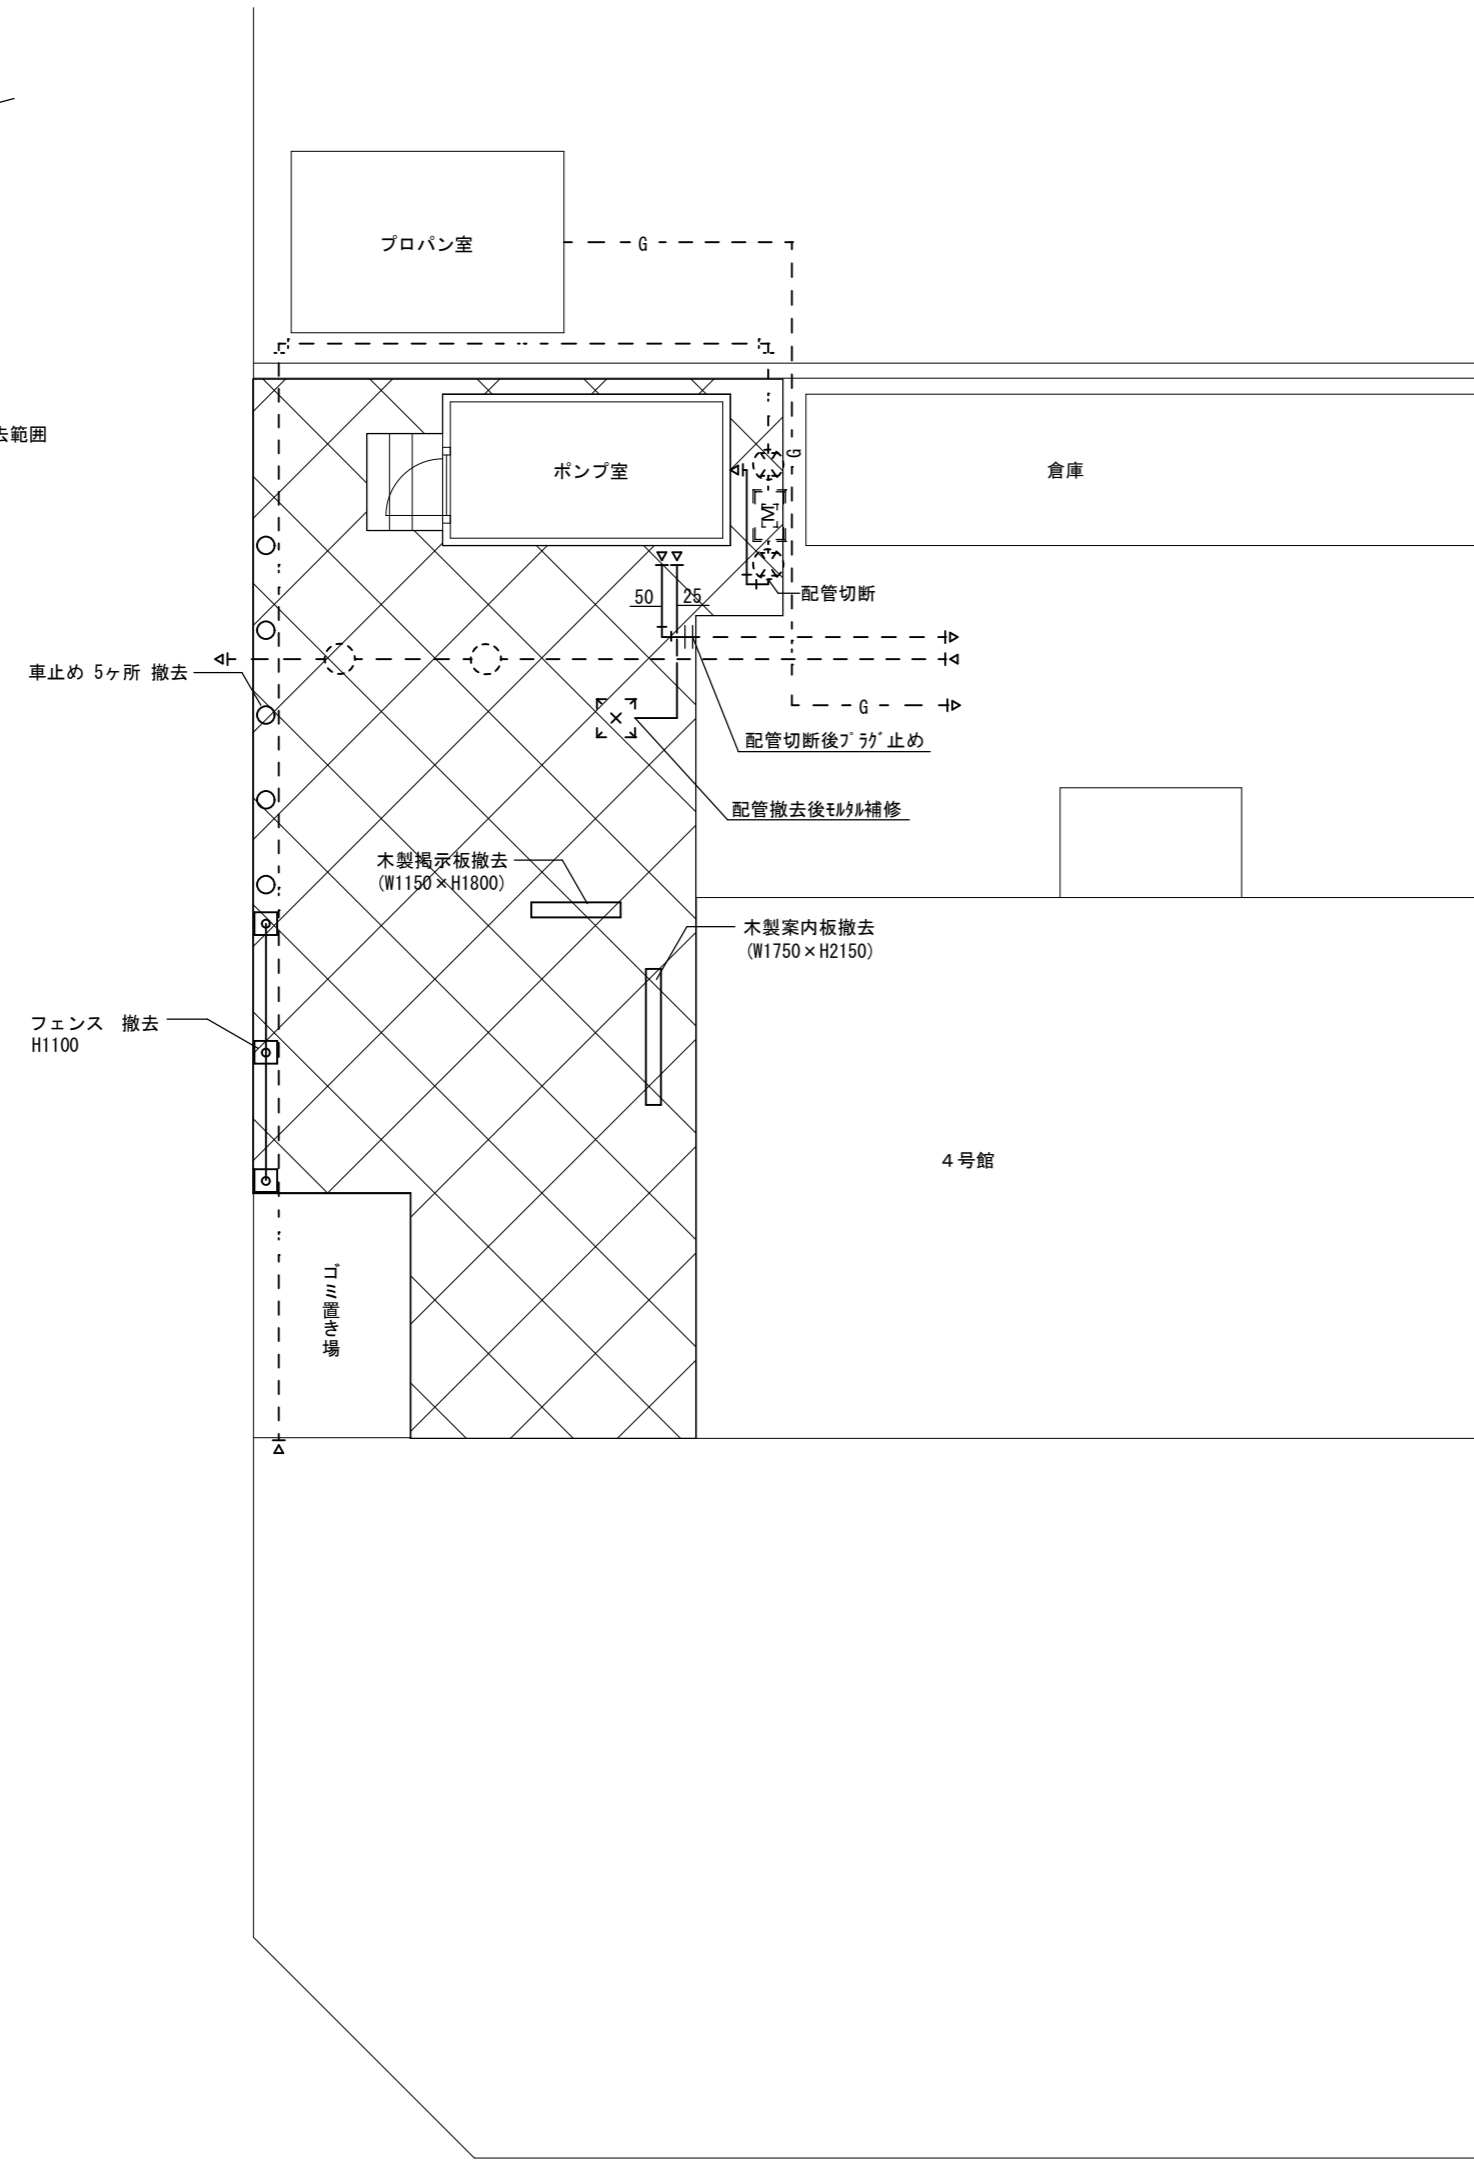 プロパン室
G
去範囲
ポンプ室
G
倉庫
M
配管切断
50
25
車止め 5ヶ所 撤去
G
配管切断後ﾌﾟﾗｸﾞ止め
配管撤去後ﾓﾙﾀﾙ補修
木製掲示板撤去
(W1150×H1800)
木製案内板撤去
(W1750×H2150)
フェンス 撤去
H1100
4号館
ゴミ置き場